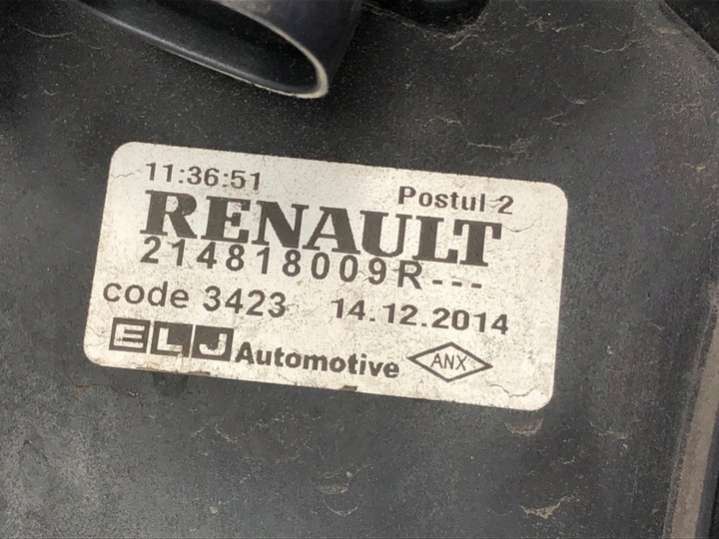 11:36:51
Postul 2
RENAULT
214818009R---
code 3423 14.12.2014
ELJ Automotive ANX